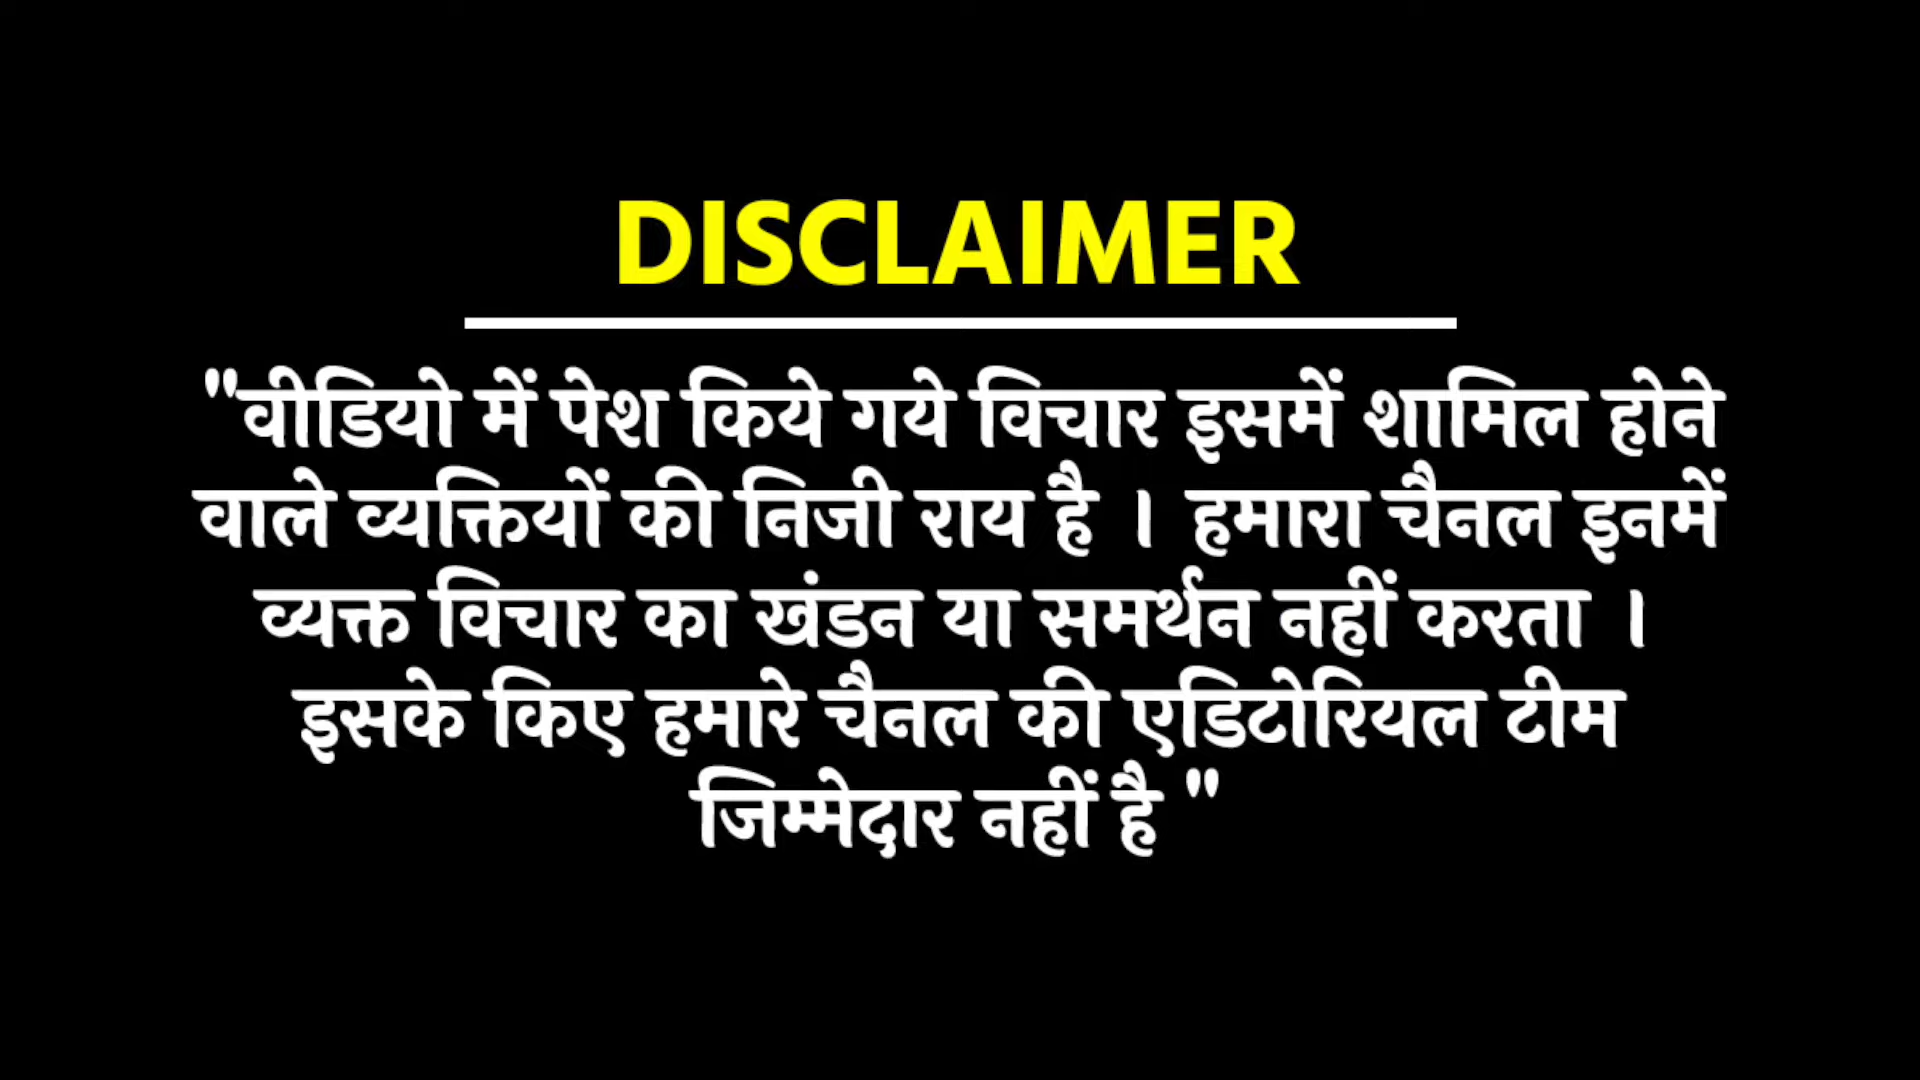 DISCLAIMER
"वीडियो में पेश किये गये विचार इसमें शामिल होने
वाले व्यक्तियों की निजी राय है । हमारा चैनल इनमें
व्यक्त विचार का खंडन या समर्थन नहीं करता ।
इसके किए हमारे चैनल की एडिटोरियल टीम
जिम्मेदार नहीं है "